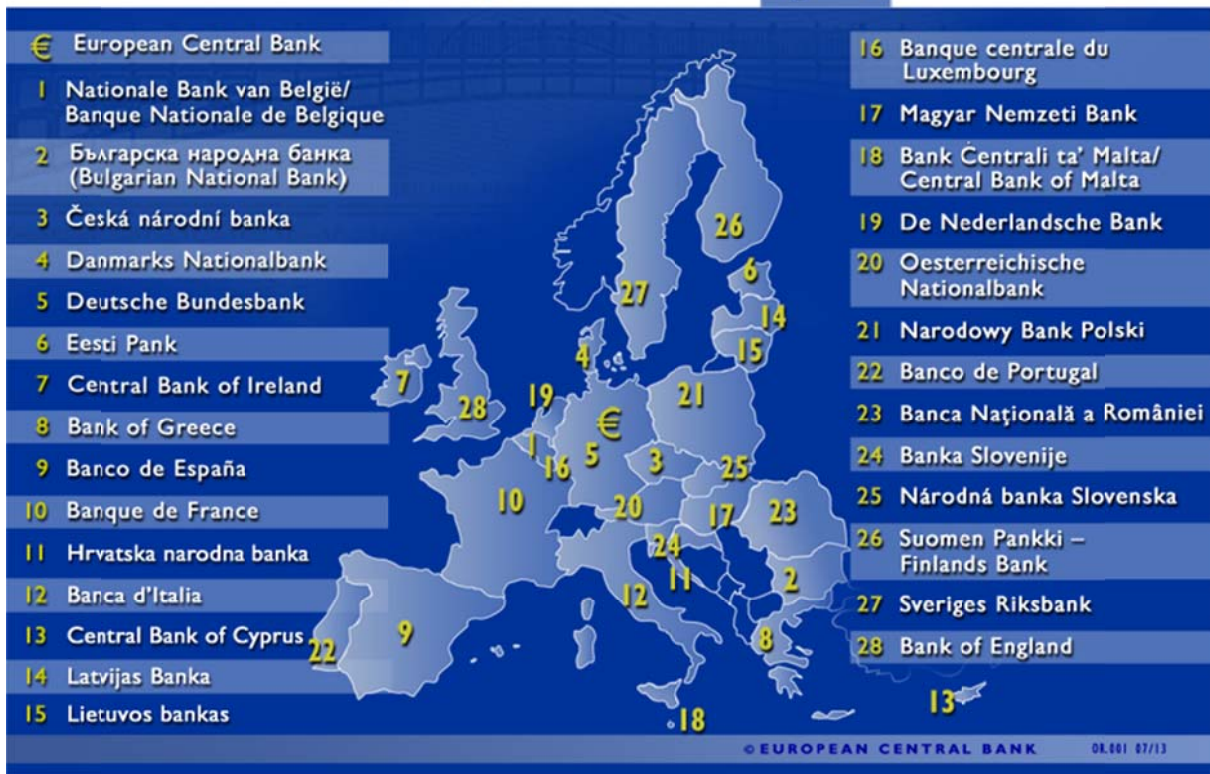 € European Central Bank
1 Nationale Bank van België/
Banque Nationale de Belgique
2 Българска народна банка
(Bulgarian National Bank)
3 Česká národní banka
4 Danmarks Nationalbank
5 Deutsche Bundesbank
6 Eesti Pank
7 Central Bank of Ireland
8 Bank of Greece
9 Banco de España
10 Banque de France
11 Hrvatska narodna banka
12 Banca d'Italia
13 Central Bank of Cyprus
14 Latvijas Banka
15 Lietuvos bankas
16 Banque centrale du
Luxembourg
17 Magyar Nemzeti Bank
18 Bank Ċentrali ta' Malta/
Central Bank of Malta
19 De Nederlandsche Bank
20 Oesterreichische
Nationalbank
21 Narodowy Bank Polski
22 Banco de Portugal
23 Banca Naţională a României
24 Banka Slovenije
25 Národná banka Slovenska
26 Suomen Pankki –
Finlands Bank
27 Sveriges Riksbank
28 Bank of England
26
6
27
14
15
4
7
19
21
28
€
1
5
3
16
25
10
20
17
23
24
11
2
12
9
8
22
13
18
© EUROPEAN CENTRAL BANK OR.001 07/13